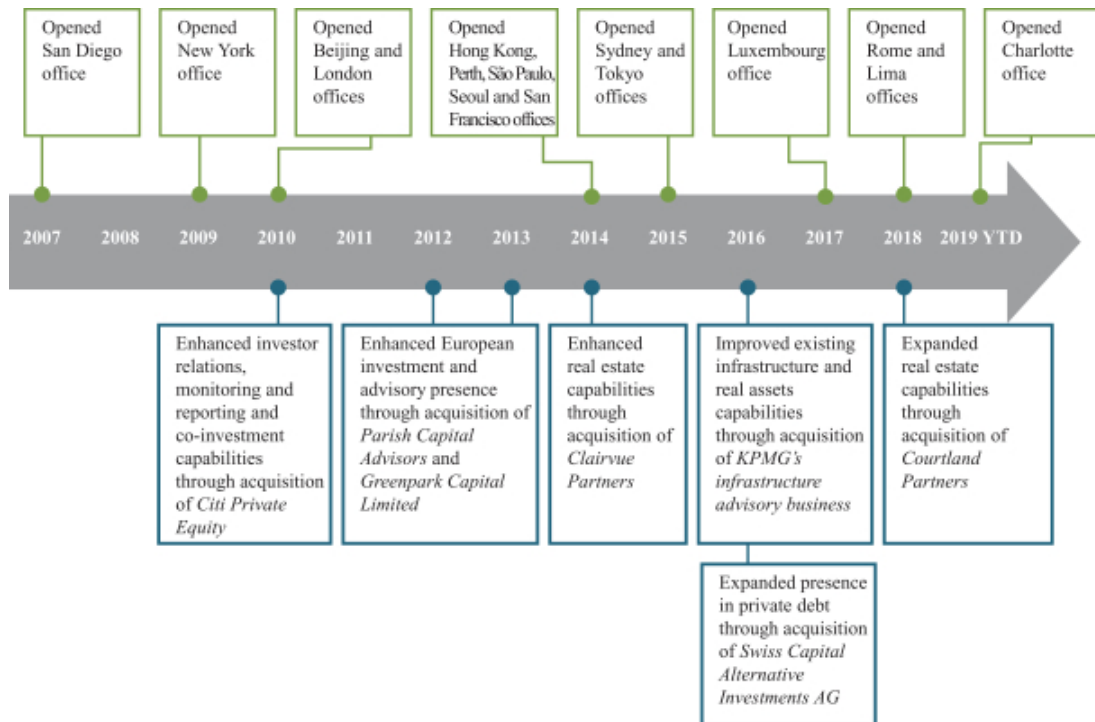 Opened
San Diego
office
Opened
New York
office
Opened
Beijing and
London
offices
Opened
Hong Kong,
Perth, São Paulo,
Seoul and San
Francisco offices
Opened
Sydney and
Tokyo
offices
Opened
Luxembourg
office
Opened
Rome and
Lima
offices
Opened
Charlotte
office
2007 2008 2009 2010 2011 2012 2013 2014 2015 2016 2017 2018 2019 YTD
Enhanced investor
relations,
monitoring and
reporting and
co-investment
capabilities
through acquisition
of Citi Private
Equity
Enhanced European
investment and
advisory presence
through acquisition of
Parish Capital
Advisors and
Greenpark Capital
Limited
Enhanced
real estate
capabilities
through
acquisition of
Clairvue
Partners
Improved existing
infrastructure and
real assets
capabilities
through acquisition
of KPMG's
infrastructure
advisory business
Expanded
real estate
capabilities
through
acquisition of
Courtland
Partners
Expanded presence
in private debt
through acquisition
of Swiss Capital
Alternative
Investments AG